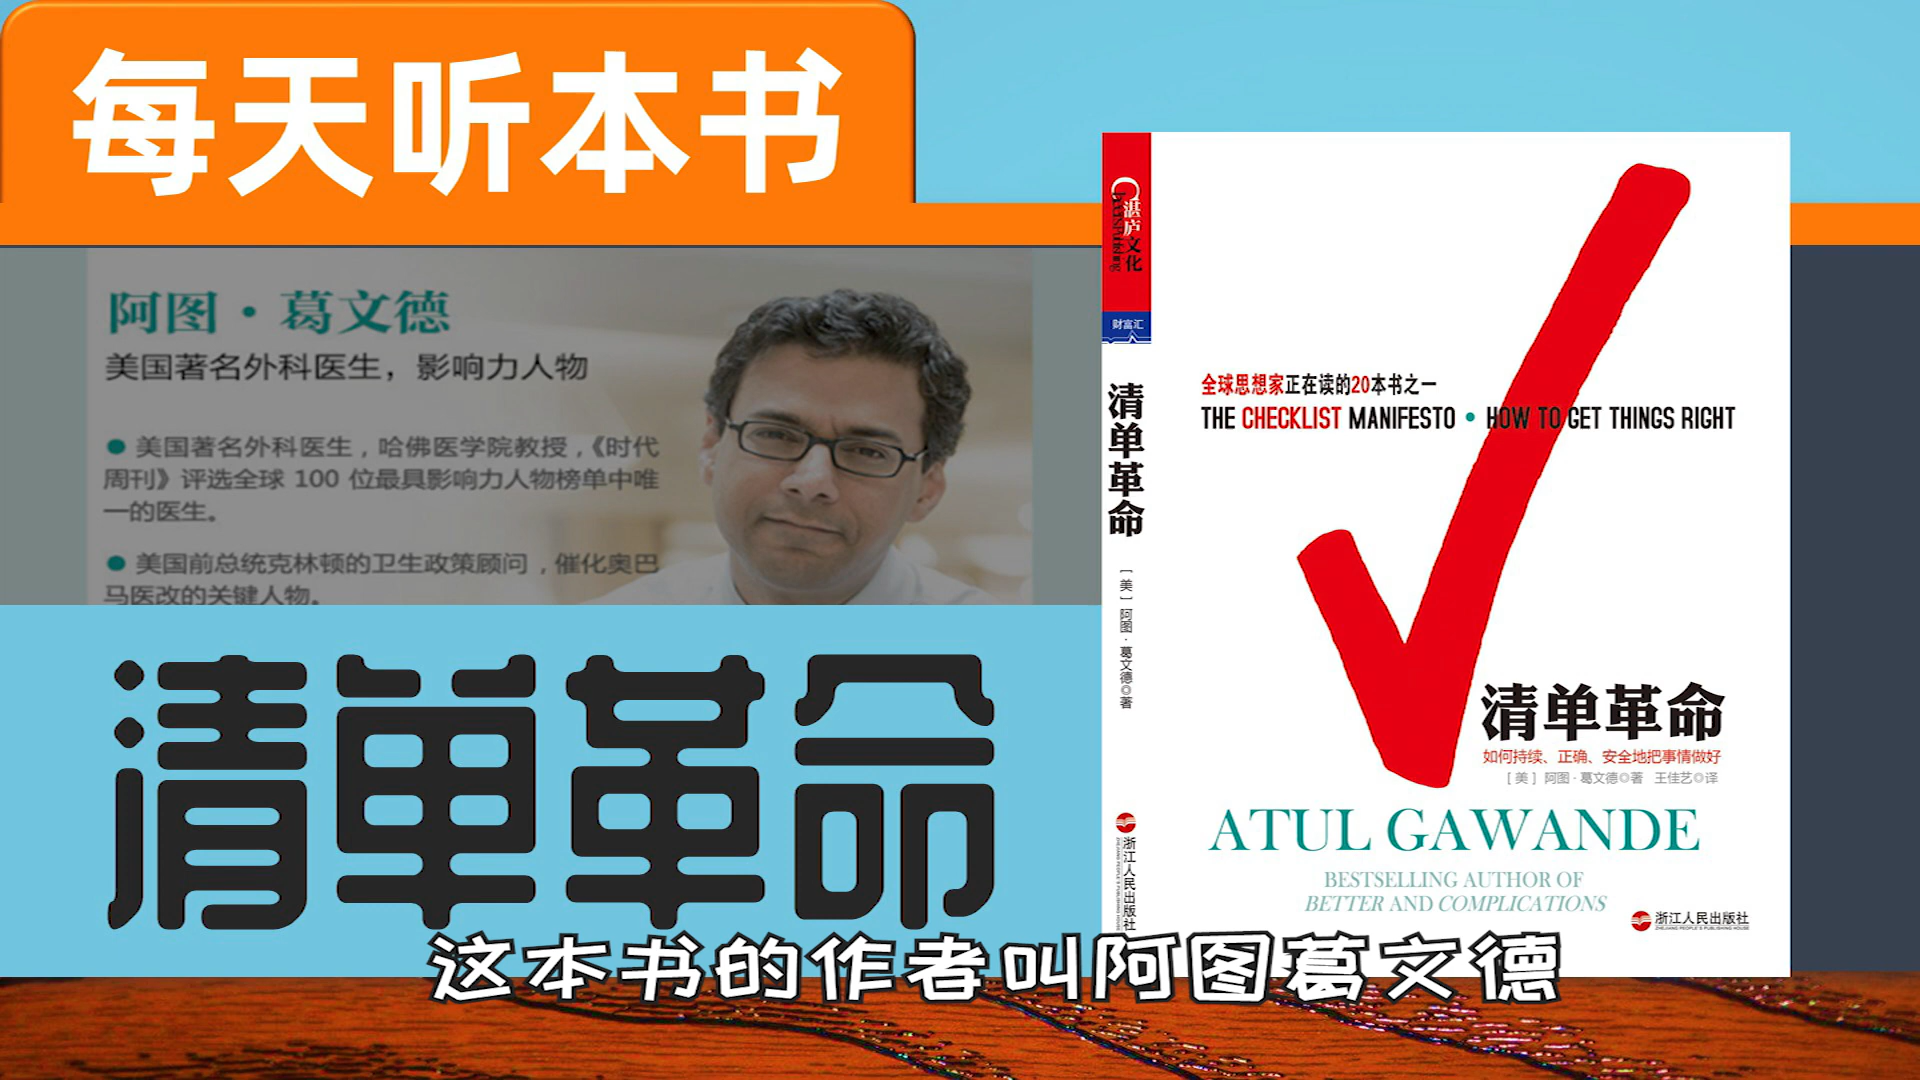 每天听本书
阿图·葛文德
美国著名外科医生，影响力人物
● 美国著名外科医生，哈佛医学院教授，《时代
周刊》评选全球 100 位最具影响力人物榜单中唯
一的医生。
● 美国前总统克林顿的卫生政策顾问，催化奥巴
马医改的关键人物。
清单革命
湛庐文化
财富汇
清单革命
［美］阿图·葛文德◎著
浙江人民出版社
全球思想家正在读的20本书之一
THE CHECKLIST MANIFESTO • HOW TO GET THINGS RIGHT
清单革命
如何持续、正确、安全地把事情做好
［美］阿图·葛文德◎著 王佳艺◎译
ATUL GAWANDE
BESTSELLING AUTHOR OF
BETTER AND COMPLICATIONS
浙江人民出版社
ZHEJIANG PEOPLE'S PUBLISHING HOUSE
这本书的作者叫阿图葛文德